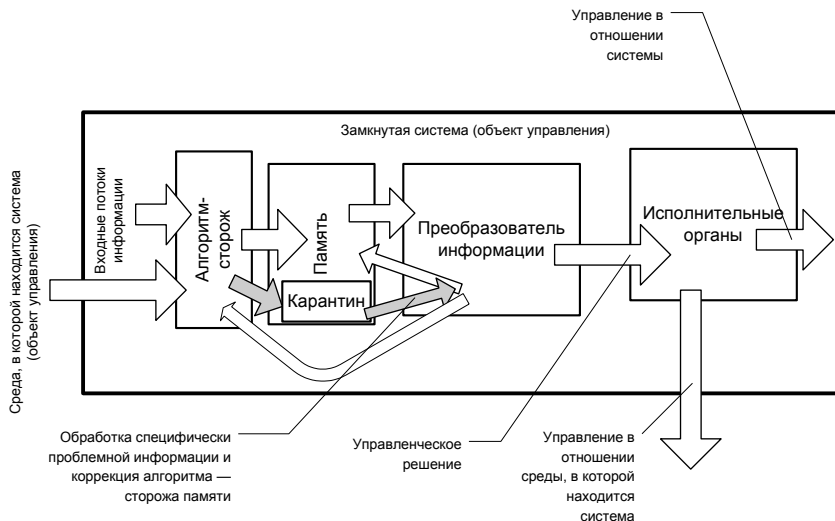 Управление в
отношении
системы
Замкнутая система (объект управления)
Среда, в которой находится система
(объект управления)
Входные потоки
информации
Алгоритм-
сторож
Память
Карантин
Преобразователь
информации
Исполнительные
органы
Обработка специфически
проблемной информации и
коррекция алгоритма —
сторожа памяти
Управленческое
решение
Управление в
отношении
среды, в которой
находится
система